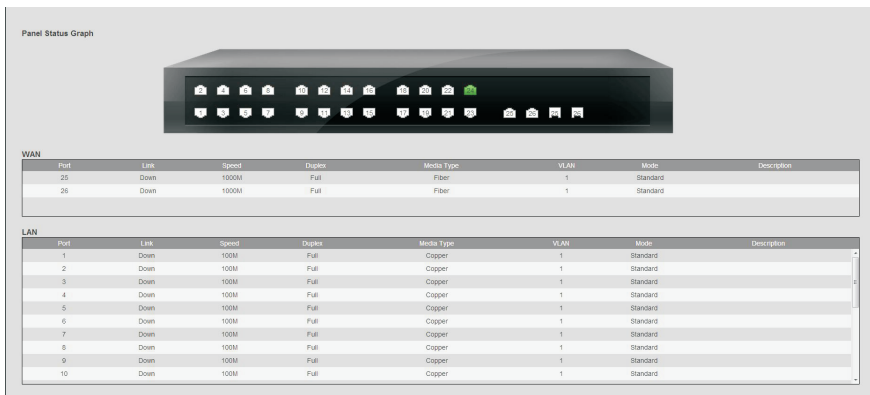 Panel Status Graph
2 4 6 8 10 12 14 16 18 20 22 24
1 3 5 7 9 11 13 15 17 19 21 23 25 26 25 26
WAN
Port Link Speed Duplex Media Type VLAN Mode Description
25 Down 1000M Full Fiber 1 Standard
26 Down 1000M Full Fiber 1 Standard
LAN
Port Link Speed Duplex Media Type VLAN Mode Description
1 Down 100M Full Copper 1 Standard
2 Down 100M Full Copper 1 Standard
3 Down 100M Full Copper 1 Standard
4 Down 100M Full Copper 1 Standard
5 Down 100M Full Copper 1 Standard
6 Down 100M Full Copper 1 Standard
7 Down 100M Full Copper 1 Standard
8 Down 100M Full Copper 1 Standard
9 Down 100M Full Copper 1 Standard
10 Down 100M Full Copper 1 Standard